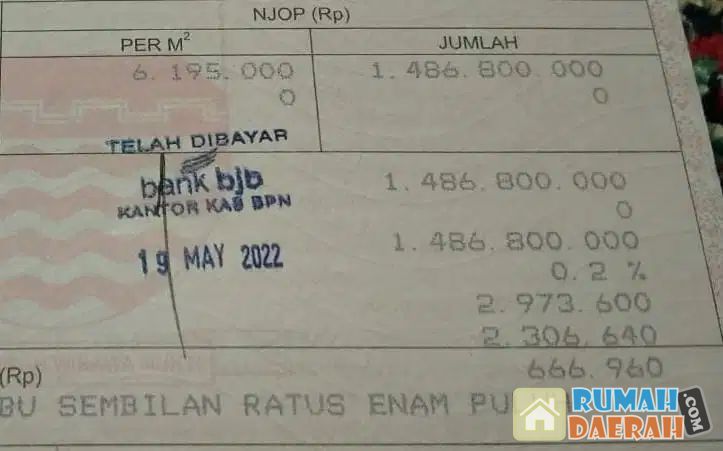 NJOP (Rp)
PER M² JUMLAH
6.195.000 1.486.800.000
0 0
TELAH DIBAYAR
bank bjb 1.486.800.000
KANTOR KAS BPN 0
1.486.800.000
19 MAY 2022 0.2 %
2.973.600
2.306.640
(Rp) 666.960
BU SEMBILAN RATUS ENAM PU
RUMAH
DAERAH.COM